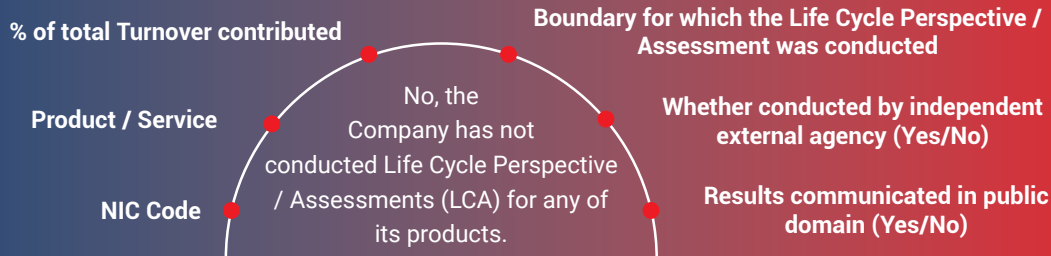 % of total Turnover contributed
Product / Service
NIC Code
No, the
Company has not
conducted Life Cycle Perspective
/ Assessments (LCA) for any of
its products.
Boundary for which the Life Cycle Perspective /
Assessment was conducted
Whether conducted by independent
external agency (Yes/No)
Results communicated in public
domain (Yes/No)